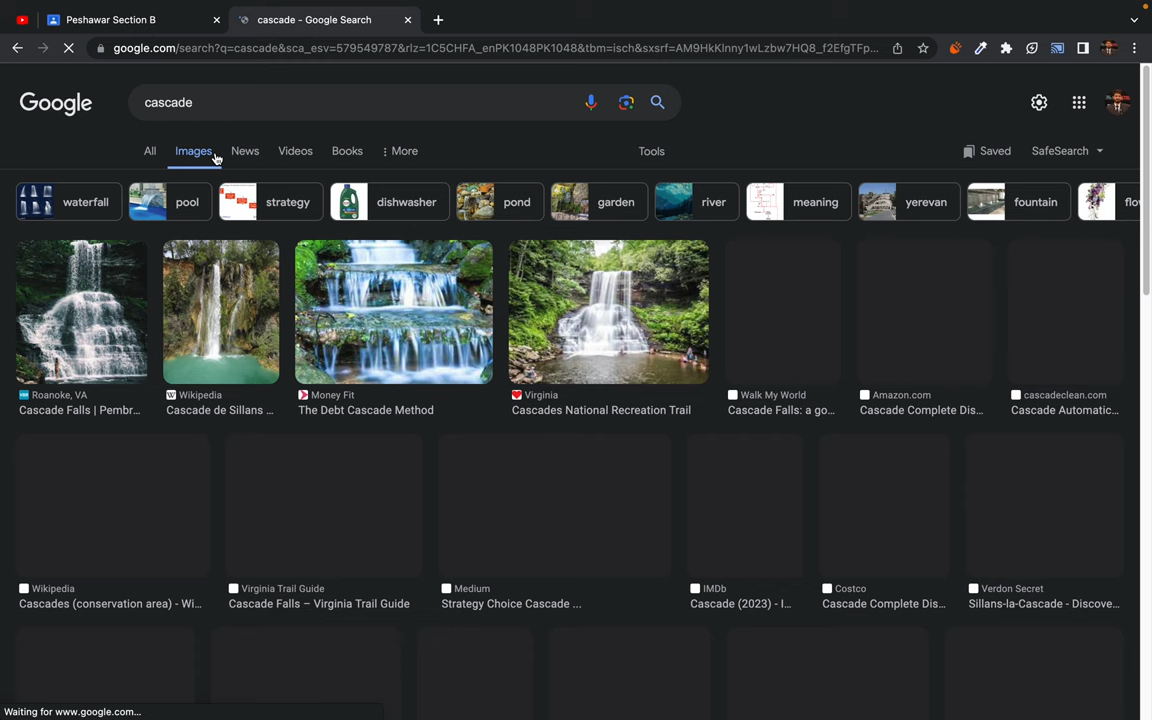 Peshawar Section B
cascade - Google Search
google.com/search?q=cascade&sca_esv=579549787&rlz=1C5CHFA_enPK1048PK1048&tbm=isch&sxsrf=AM9HkKlnny1wLzbw7HQ8_f2EfgTFp...
Google
cascade
All
Images
News
Videos
Books
More
Tools
Saved
SafeSearch
waterfall
pool
strategy
dishwasher
pond
garden
river
meaning
yerevan
fountain
flo
Roanoke, VA
Cascade Falls | Pembr...
Wikipedia
Cascade de Sillans ...
Money Fit
The Debt Cascade Method
Virginia
Cascades National Recreation Trail
Walk My World
Cascade Falls: a go...
Amazon.com
Cascade Complete Dis...
cascadeclean.com
Cascade Automatic...
Wikipedia
Cascades (conservation area) - Wi...
Virginia Trail Guide
Cascade Falls – Virginia Trail Guide
Medium
Strategy Choice Cascade ...
IMDb
Cascade (2023) - I...
Costco
Cascade Complete Dis...
Verdon Secret
Sillans-la-Cascade - Discove...
Waiting for www.google.com...